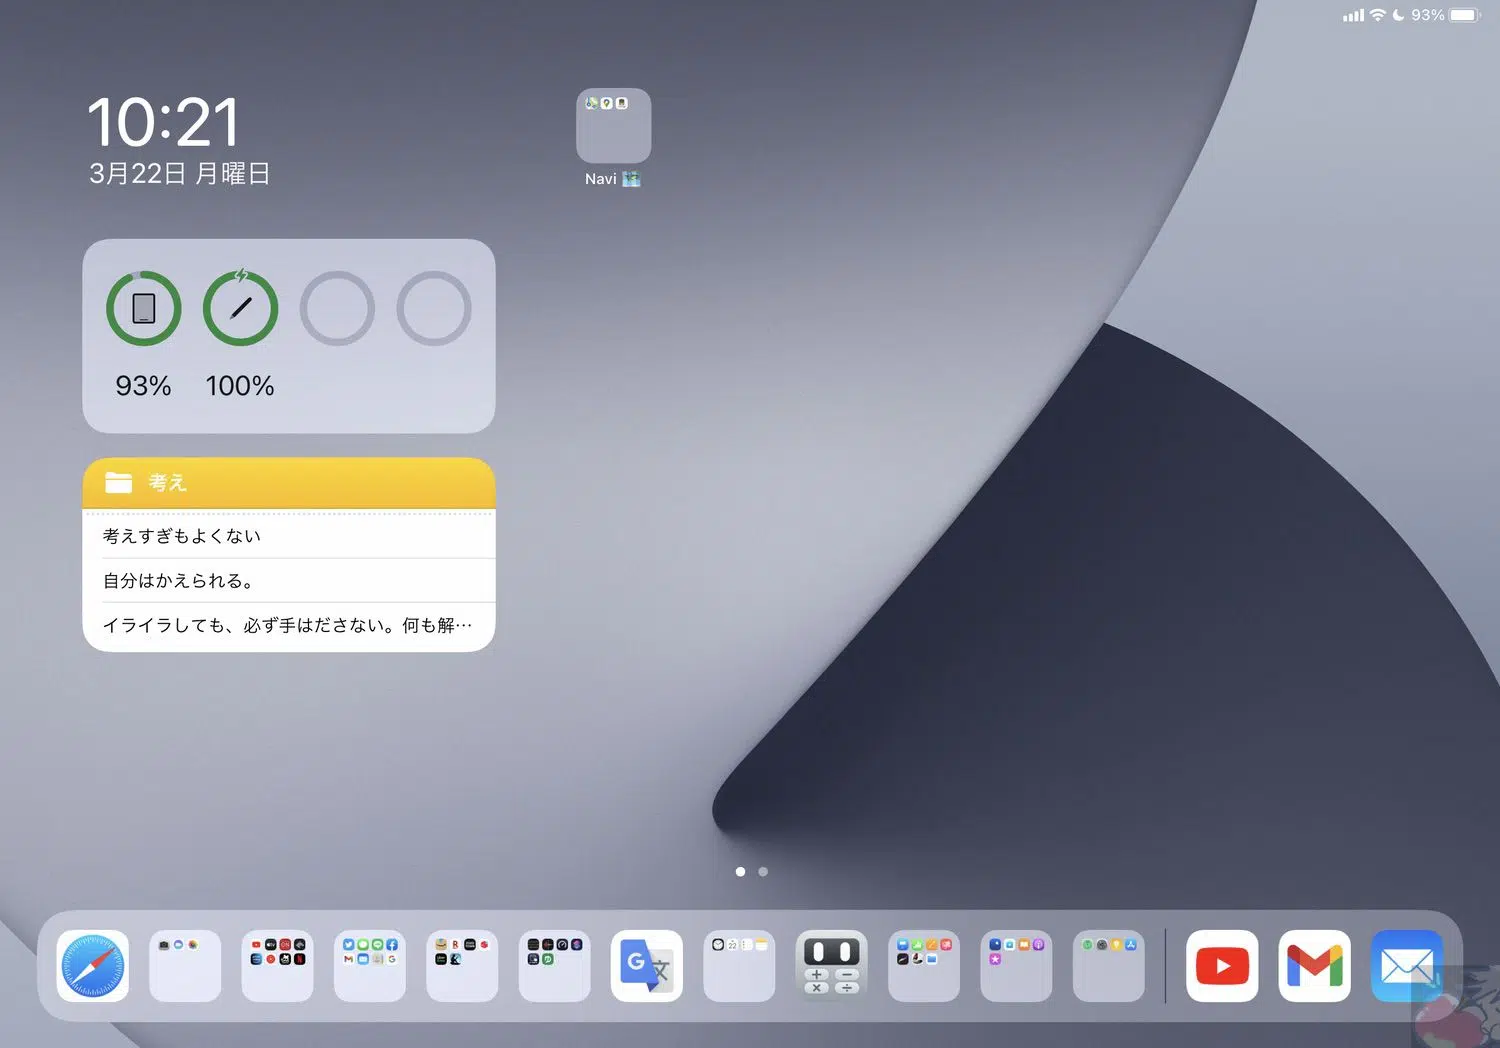 93%
10:21
3月22日 月曜日
Navi
93%
100%
考え
考えすぎもよくない
自分はかえられる。
イライラしても、必ず手はださない。何も解…
22